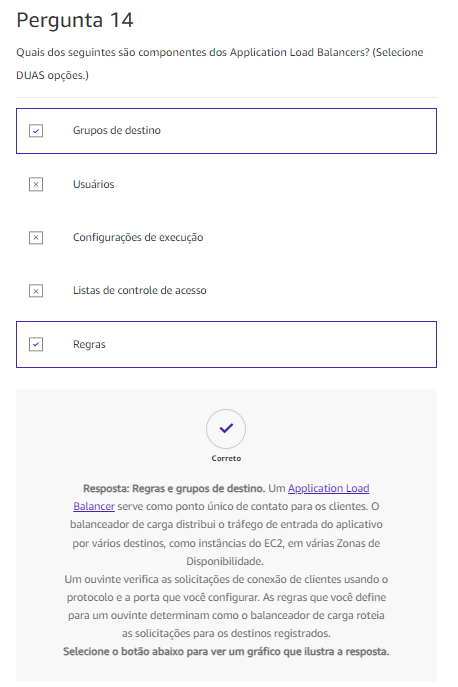 Pergunta 14
Quais dos seguintes são componentes dos Application Load Balancers? (Selecione
DUAS opções.)
Grupos de destino
Usuários
Configurações de execução
Listas de controle de acesso
Regras
Correto
Resposta: Regras e grupos de destino. Um Application Load
Balancer serve como ponto único de contato para os clientes. O
balanceador de carga distribui o tráfego de entrada do aplicativo
por vários destinos, como instâncias do EC2, em várias Zonas de
Disponibilidade.
Um ouvinte verifica as solicitações de conexão de clientes usando o
protocolo e a porta que você configurar. As regras que você define
para um ouvinte determinam como o balanceador de carga roteia
as solicitações para os destinos registrados.
Selecione o botão abaixo para ver um gráfico que ilustra a resposta.